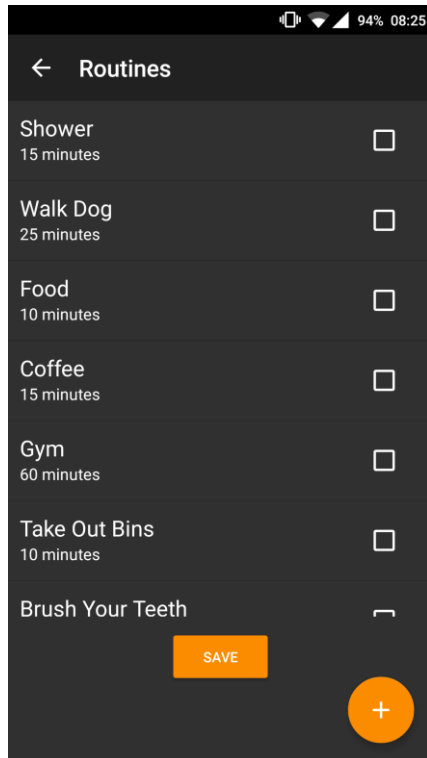 94% 08:25
Routines
Shower
15 minutes
Walk Dog
25 minutes
Food
10 minutes
Coffee
15 minutes
Gym
60 minutes
Take Out Bins
10 minutes
Brush Your Teeth
SAVE
+